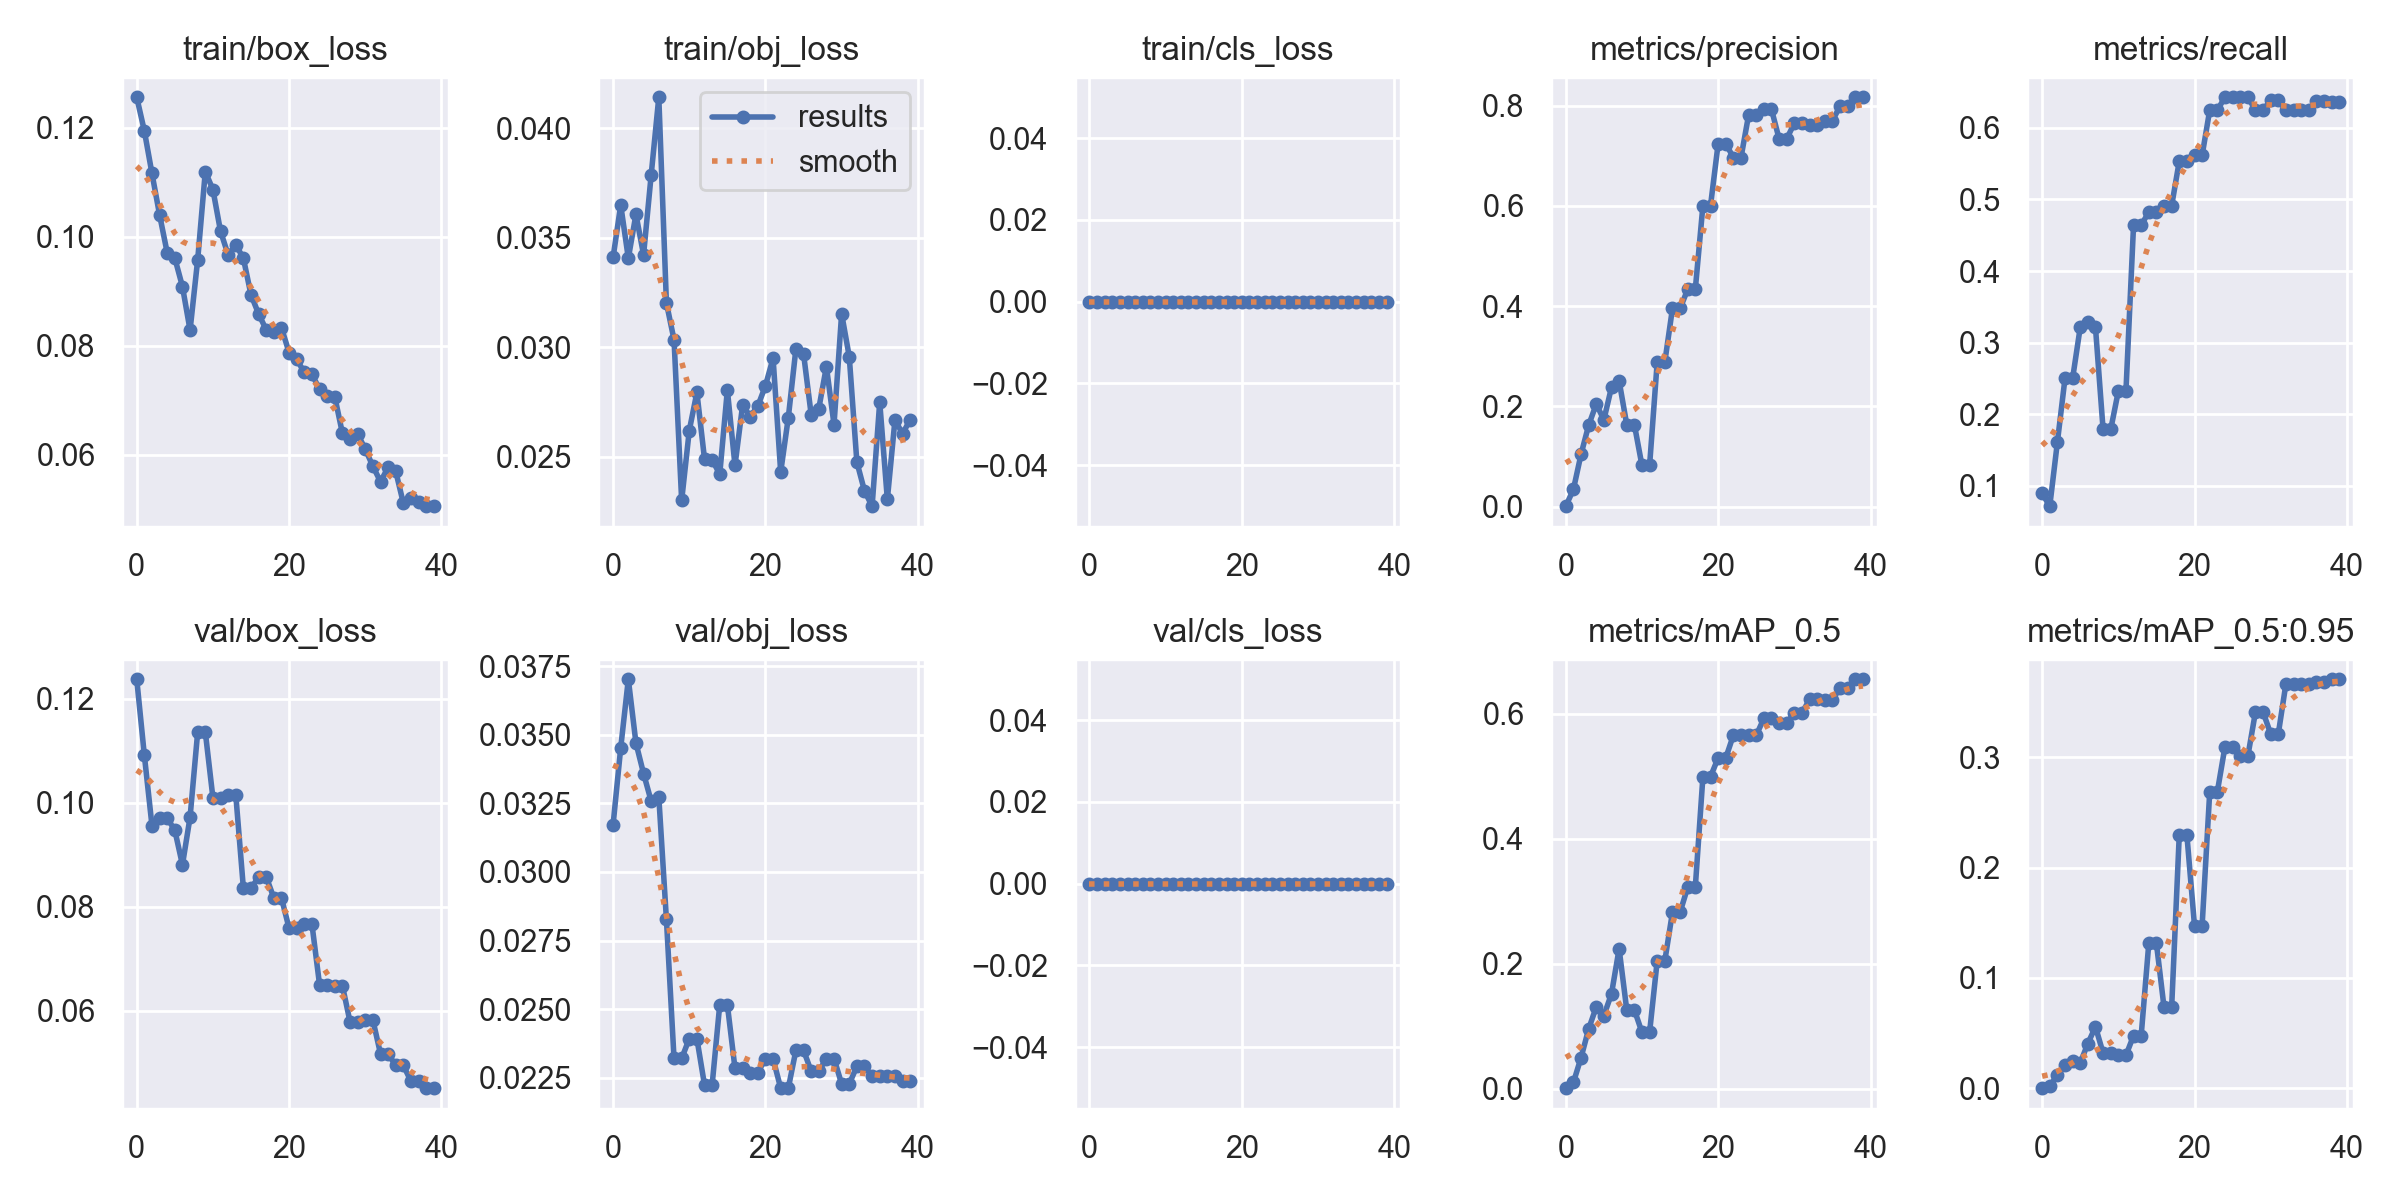 train/box_loss
0.12
0.10
0.08
0.06
0 20 40
train/obj_loss
results
smooth
0.040
0.035
0.030
0.025
0 20 40
train/cls_loss
0.04
0.02
0.00
−0.02
−0.04
0 20 40
metrics/precision
0.8
0.6
0.4
0.2
0.0
0 20 40
metrics/recall
0.6
0.5
0.4
0.3
0.2
0.1
0 20 40
val/box_loss
0.12
0.10
0.08
0.06
0 20 40
val/obj_loss
0.0375
0.0350
0.0325
0.0300
0.0275
0.0250
0.0225
0 20 40
val/cls_loss
0.04
0.02
0.00
−0.02
−0.04
0 20 40
metrics/mAP_0.5
0.6
0.4
0.2
0.0
0 20 40
metrics/mAP_0.5:0.95
0.3
0.2
0.1
0.0
0 20 40